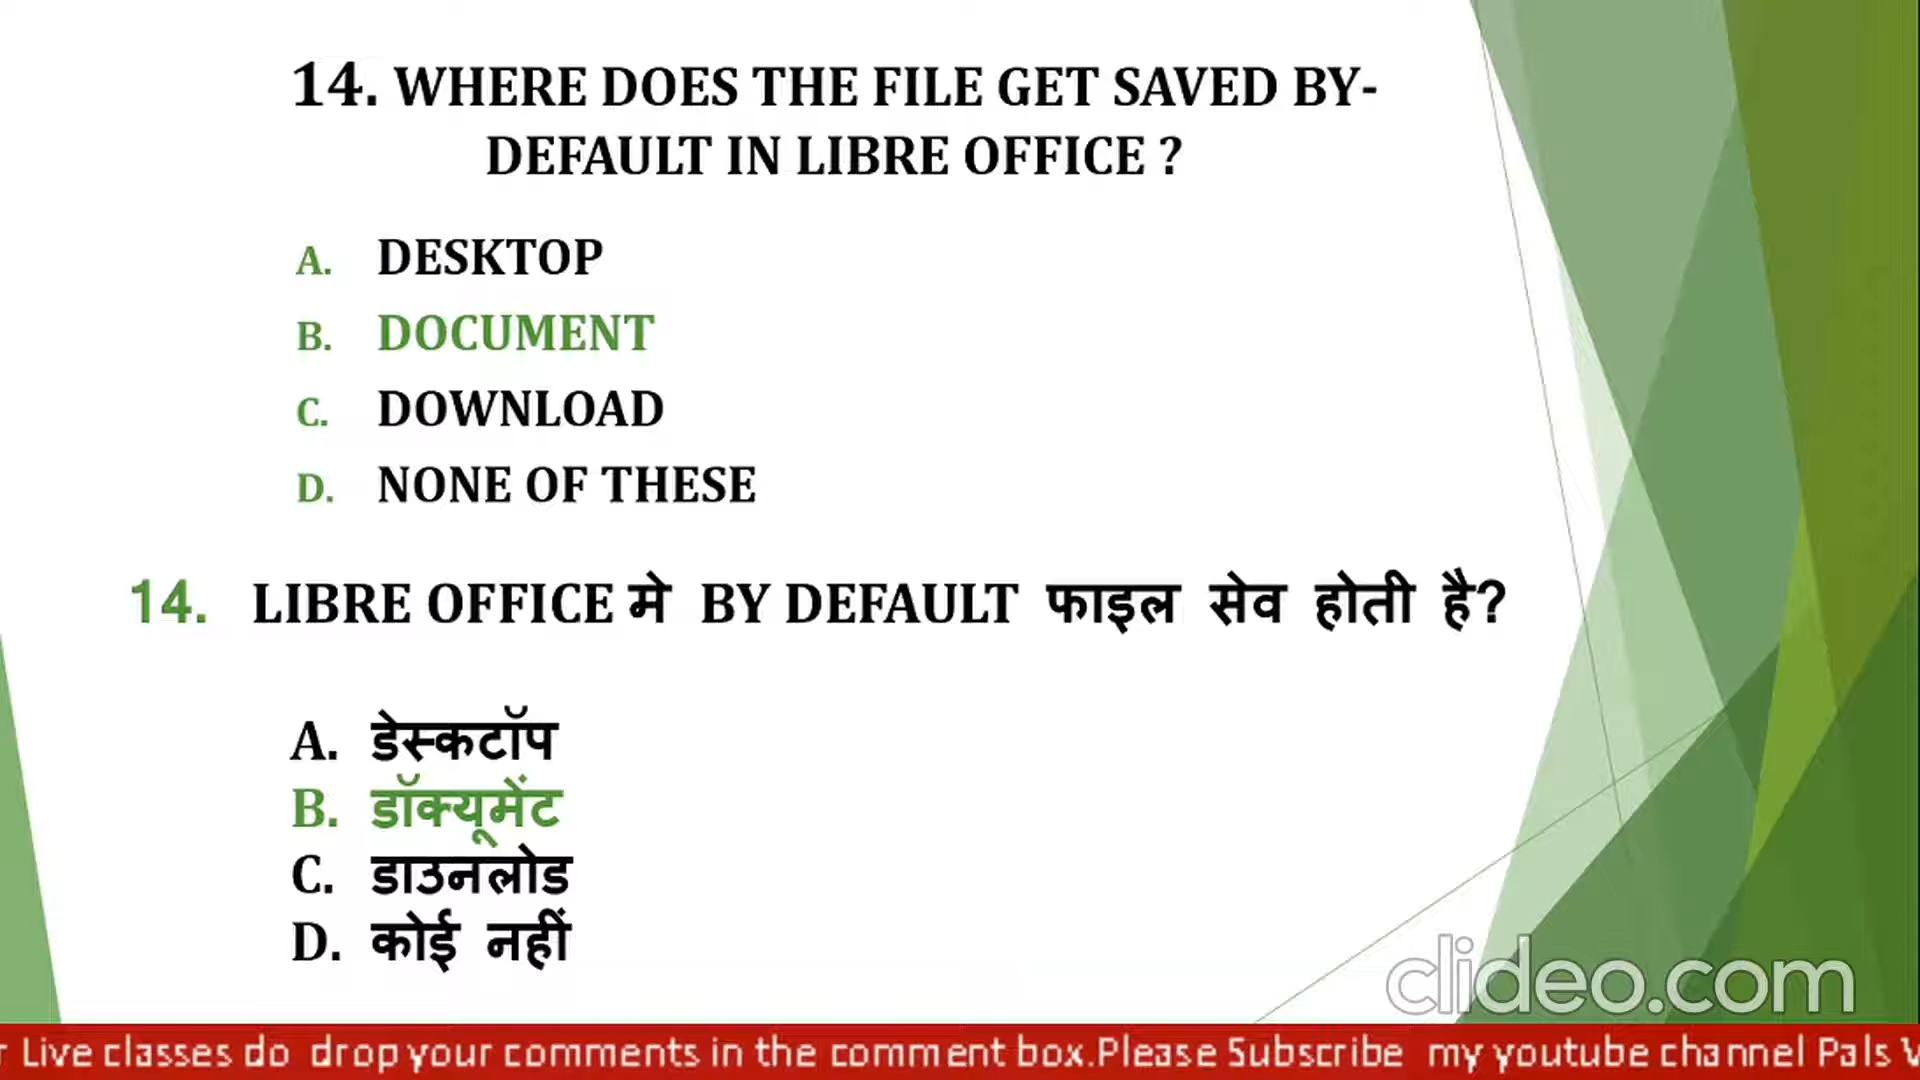 14. WHERE DOES THE FILE GET SAVED BY-
DEFAULT IN LIBRE OFFICE ?
A. DESKTOP
B. DOCUMENT
C. DOWNLOAD
D. NONE OF THESE
14. LIBRE OFFICE मे BY DEFAULT फाइल सेव होती है?
A. डेस्कटॉप
B. डॉक्यूमेंट
C. डाउनलोड
D. कोई नहीं
clideo.com
Live classes do drop your comments in the comment box.Please Subscribe my youtube channel Pals